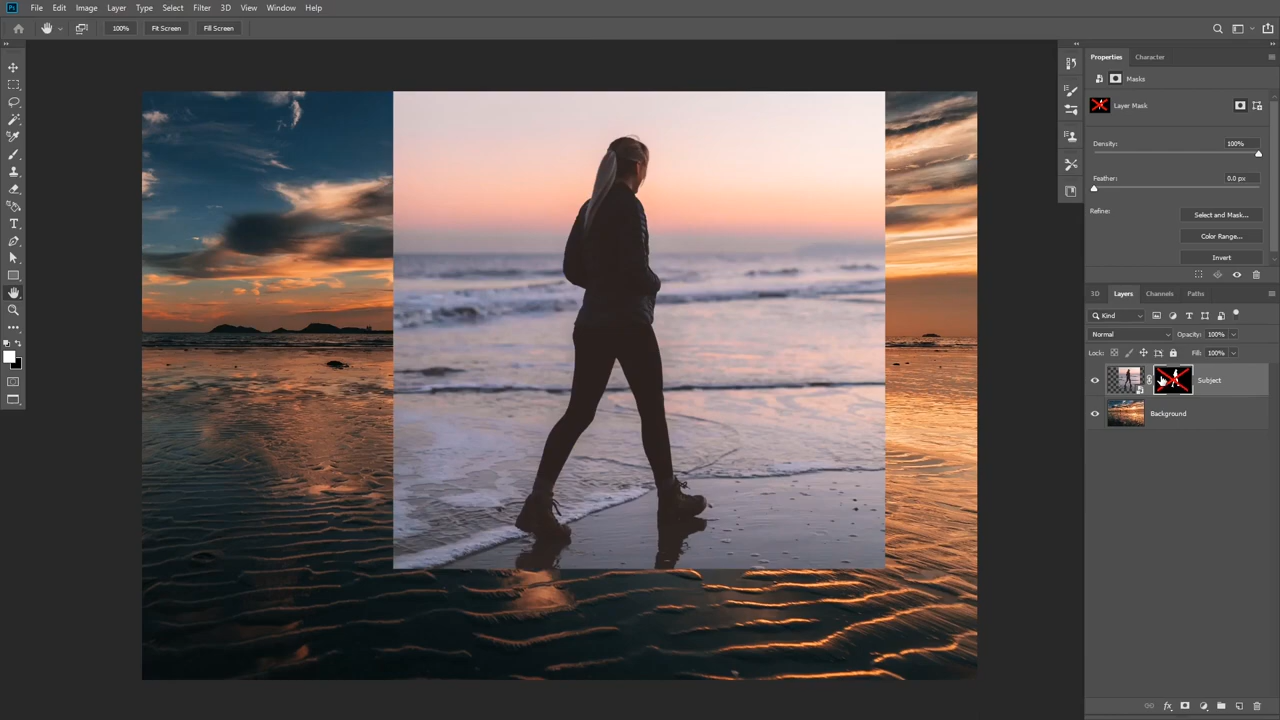 Ps File Edit Image Layer Type Select Filter 3D View Window Help
100% Fit Screen Fill Screen
Properties Character
Masks
Layer Mask
Density: 100%
Feather: 0.0 px
Refine: Select and Mask...
Color Range...
Invert
3D Layers Channels Paths
Kind
Normal Opacity: 100%
Lock: Fill: 100%
Subject
Background